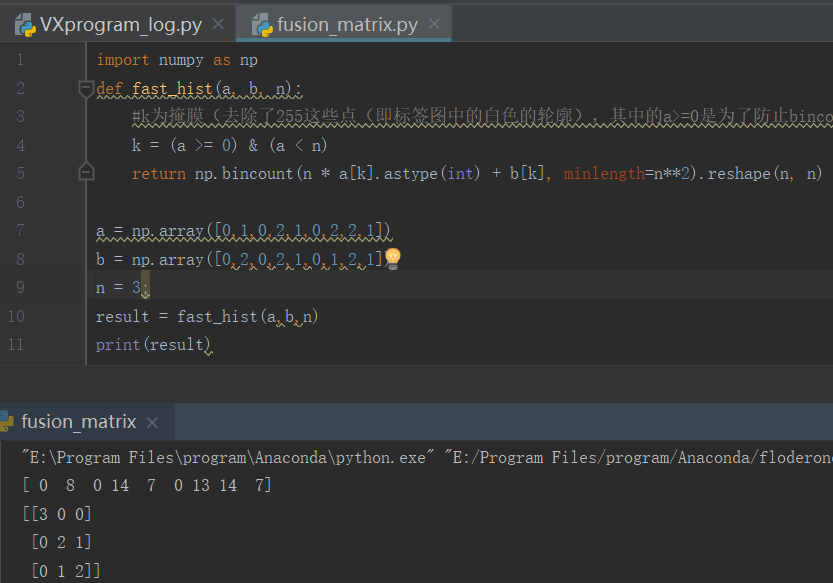 VXprogram_log.py × fusion_matrix.py ×
1 import numpy as np
2 def fast_hist(a, b, n):
3 #k为掩膜（去除了255这些点（即标签图中的白色的轮廓），其中的a>=0是为了防止binco
4 k = (a >= 0) & (a < n)
5 return np.bincount(n * a[k].astype(int) + b[k], minlength=n**2).reshape(n, n)
6
7 a = np.array([0,1,0,2,1,0,2,2,1])
8 b = np.array([0,2,0,2,1,0,1,2,1])
9 n = 3;
10 result = fast_hist(a,b,n)
11 print(result)
fusion_matrix ×
"E:\Program Files\program\Anaconda\python.exe" "E:/Program Files/program/Anaconda/floderon
[ 0 8 0 14 7 0 13 14 7]
[[3 0 0]
[0 2 1]
[0 1 2]]